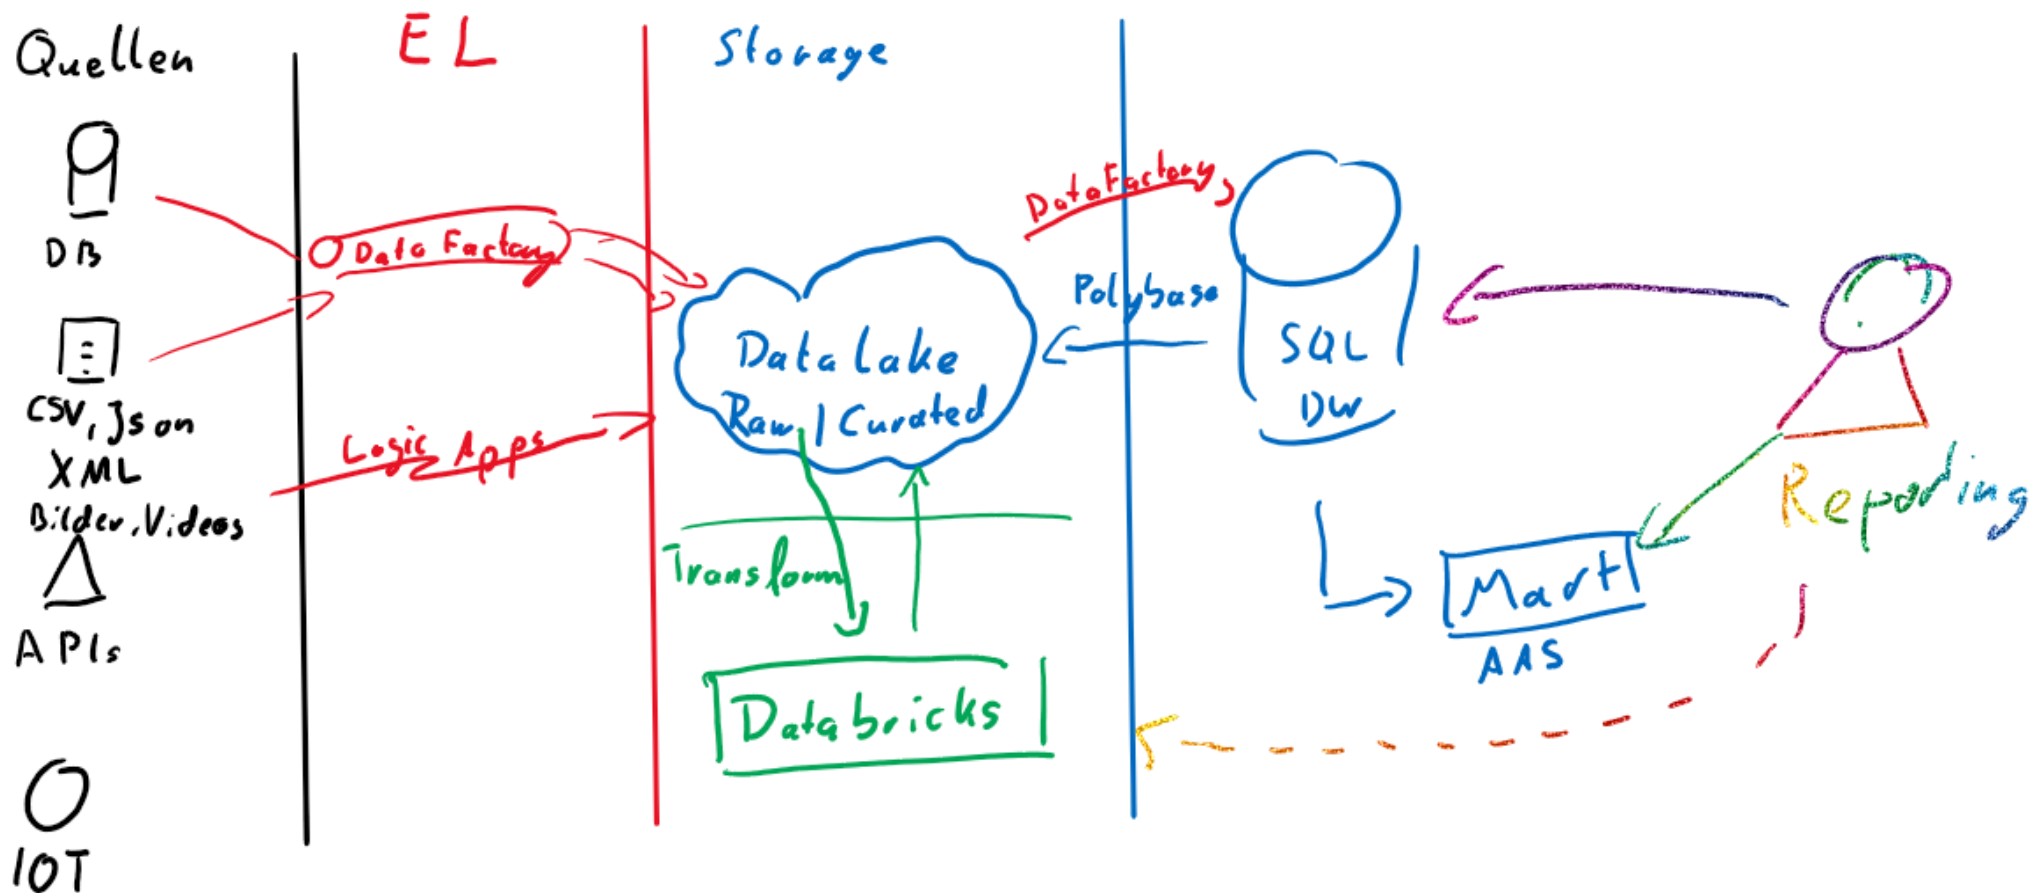 Quellen
EL
Storage
DB
Data Factory
CSV, Json
XML
Bilder, Videos
APIs
IOT
Logic Apps
Data Lake
Raw | Curated
Transform
Databricks
DataFactory
Polybase
SQL
DW
Mart
AAS
Reporting